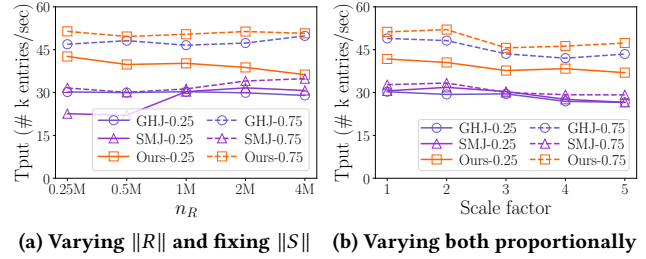 Tput (# k entries/sec)
60
45
30
15
0
GHJ-0.25 GHJ-0.75
SMJ-0.25 SMJ-0.75
Ours-0.25 Ours-0.75
0.25M 0.5M 1M 2M 4M
n_R
(a) Varying ∥R∥ and fixing ∥S∥
Tput (# k entries/sec)
60
45
30
15
0
GHJ-0.25 GHJ-0.75
SMJ-0.25 SMJ-0.75
Ours-0.25 Ours-0.75
1 2 3 4 5
Scale factor
(b) Varying both proportionally